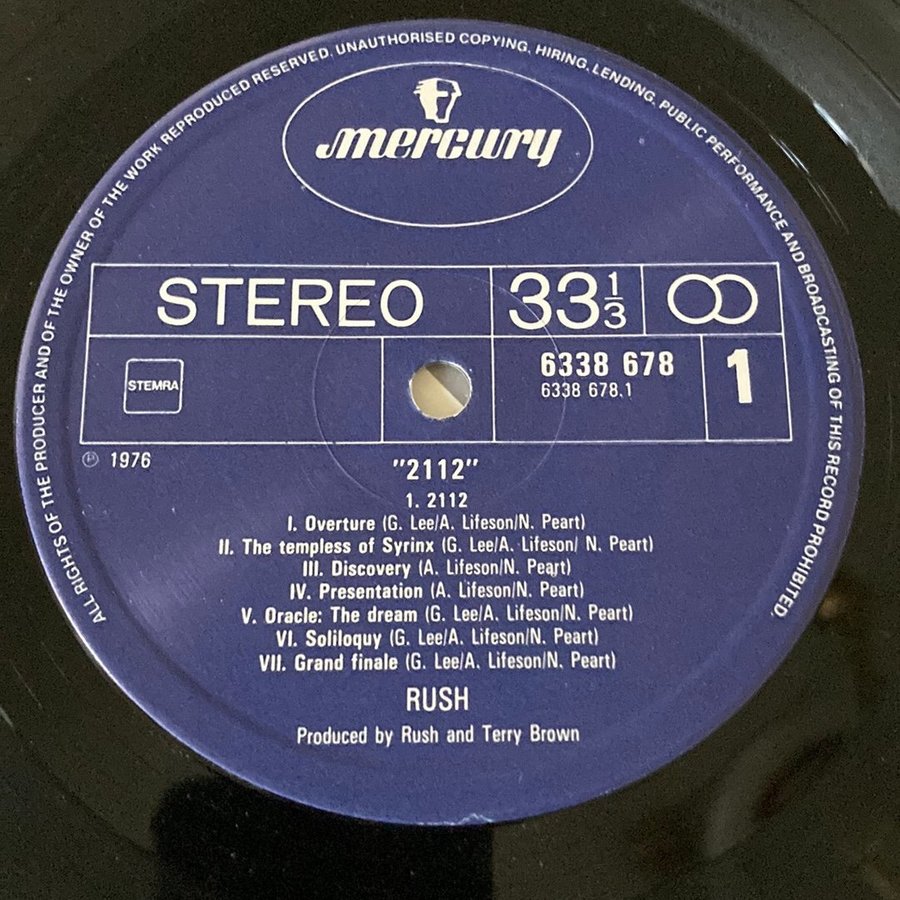 ALL RIGHTS OF THE PRODUCER AND OF THE OWNER OF THE WORK REPRODUCED RESERVED. UNAUTHORISED COPYING, HIRING, LENDING, PUBLIC PERFORMANCE AND BROADCASTING OF THIS RECORD PROHIBITED.
mercury
STEREO 33 1/3
STEMRA 6338 678 1
6338 678.1
℗ 1976
"2112"
1. 2112
I. Overture (G. Lee/A. Lifeson/N. Peart)
II. The templess of Syrinx (G. Lee/A. Lifeson/ N. Peart)
III. Discovery (A. Lifeson/N. Peart)
IV. Presentation (A. Lifeson/N. Peart)
V. Oracle: The dream (G. Lee/A. Lifeson/N. Peart)
VI. Soliloquy (G. Lee/A. Lifeson/N. Peart)
VII. Grand finale (G. Lee/A. Lifeson/N. Peart)
RUSH
Produced by Rush and Terry Brown